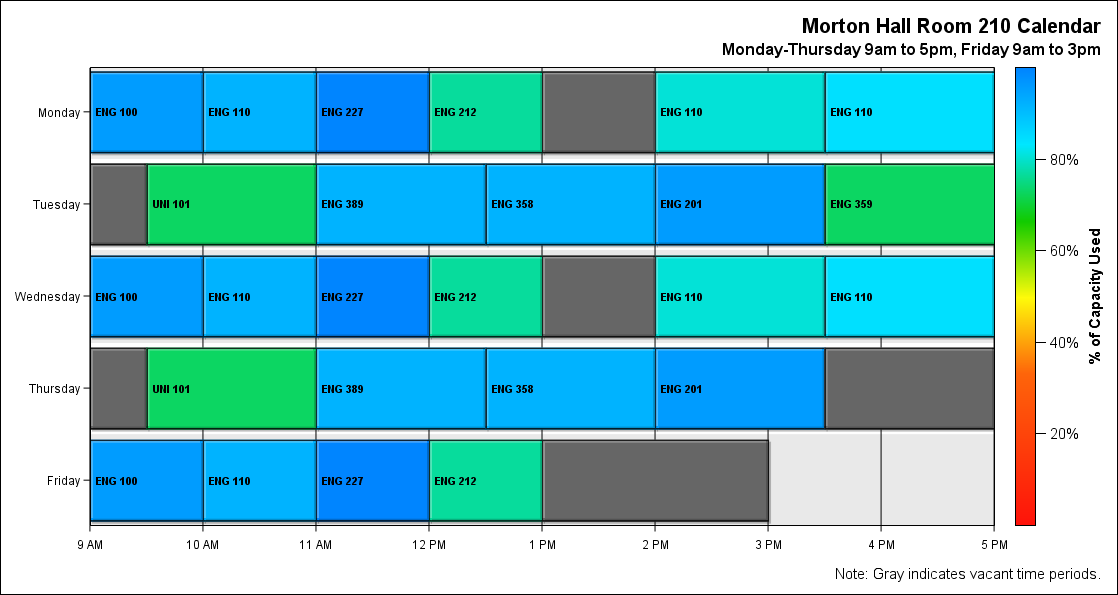 Morton Hall Room 210 Calendar
Monday-Thursday 9am to 5pm, Friday 9am to 3pm
Monday ENG 100 ENG 110 ENG 227 ENG 212 ENG 110 ENG 110
80%
Tuesday UNI 101 ENG 389 ENG 358 ENG 201 ENG 359
60%
% of Capacity Used
Wednesday ENG 100 ENG 110 ENG 227 ENG 212 ENG 110 ENG 110
40%
Thursday UNI 101 ENG 389 ENG 358 ENG 201
20%
Friday ENG 100 ENG 110 ENG 227 ENG 212
9 AM 10 AM 11 AM 12 PM 1 PM 2 PM 3 PM 4 PM 5 PM
Note: Gray indicates vacant time periods.